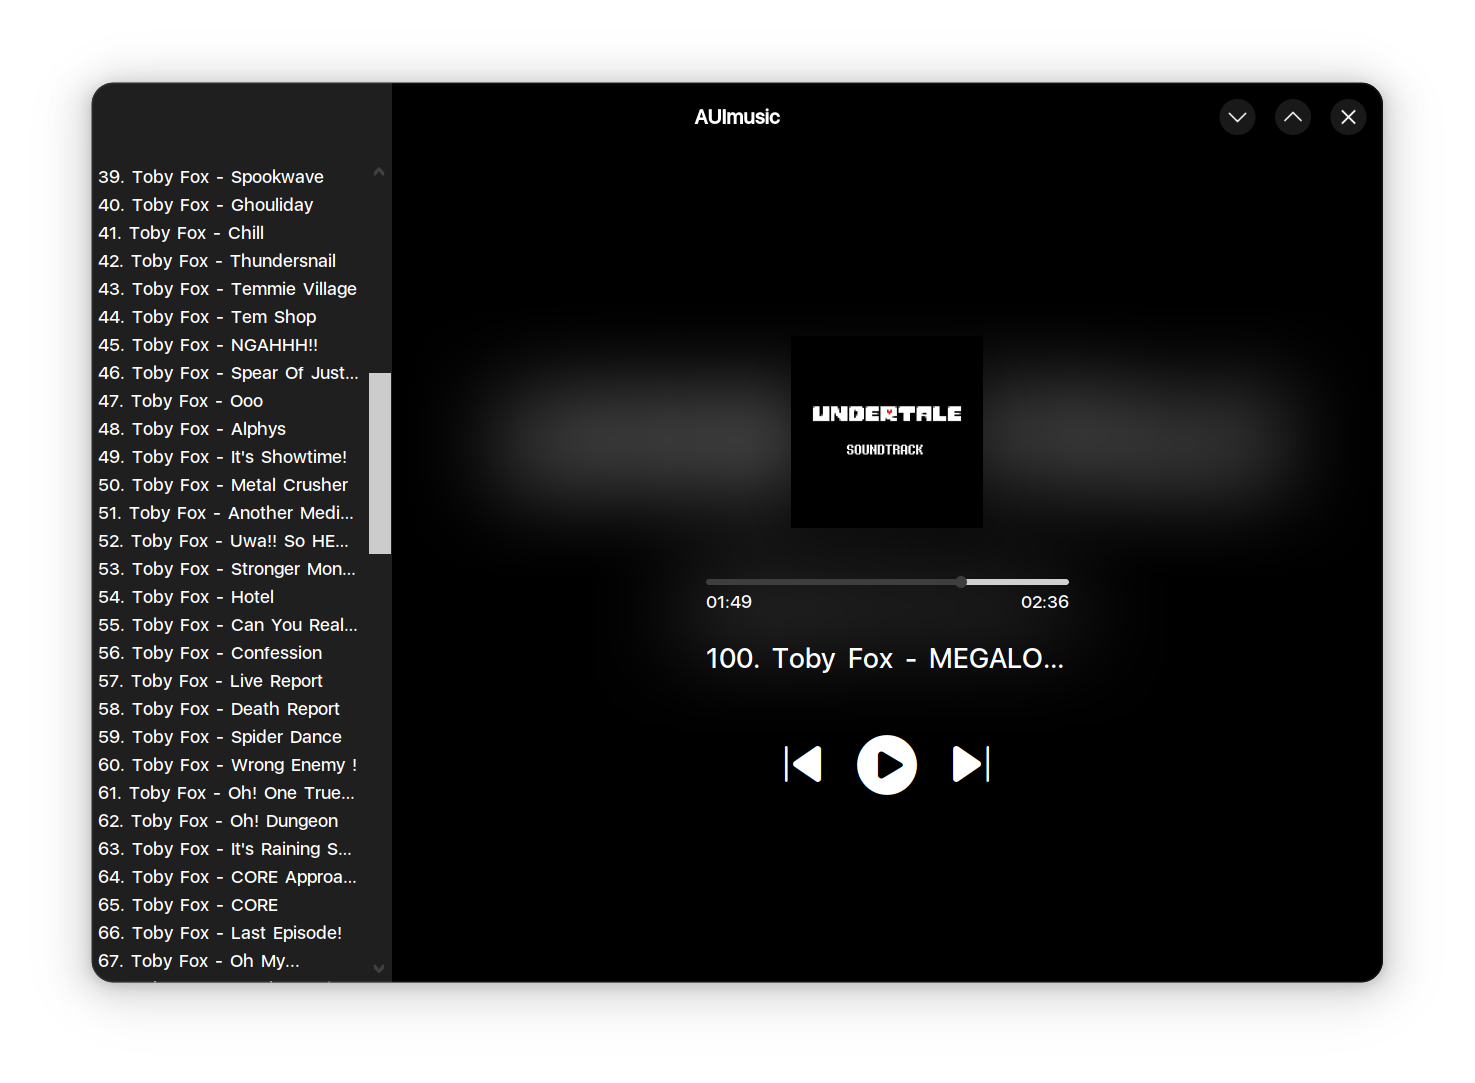 AUImusic
39. Toby Fox - Spookwave
40. Toby Fox - Ghouliday
41. Toby Fox - Chill
42. Toby Fox - Thundersnail
43. Toby Fox - Temmie Village
44. Toby Fox - Tem Shop
45. Toby Fox - NGAHHH!!
46. Toby Fox - Spear Of Just...
47. Toby Fox - Ooo
48. Toby Fox - Alphys
49. Toby Fox - It's Showtime!
50. Toby Fox - Metal Crusher
51. Toby Fox - Another Medi...
52. Toby Fox - Uwa!! So HE...
53. Toby Fox - Stronger Mon...
54. Toby Fox - Hotel
55. Toby Fox - Can You Real...
56. Toby Fox - Confession
57. Toby Fox - Live Report
58. Toby Fox - Death Report
59. Toby Fox - Spider Dance
60. Toby Fox - Wrong Enemy !
61. Toby Fox - Oh! One True...
62. Toby Fox - Oh! Dungeon
63. Toby Fox - It's Raining S...
64. Toby Fox - CORE Approa...
65. Toby Fox - CORE
66. Toby Fox - Last Episode!
67. Toby Fox - Oh My...
UNDERTALE
SOUNDTRACK
01:49 02:36
100. Toby Fox - MEGALO...